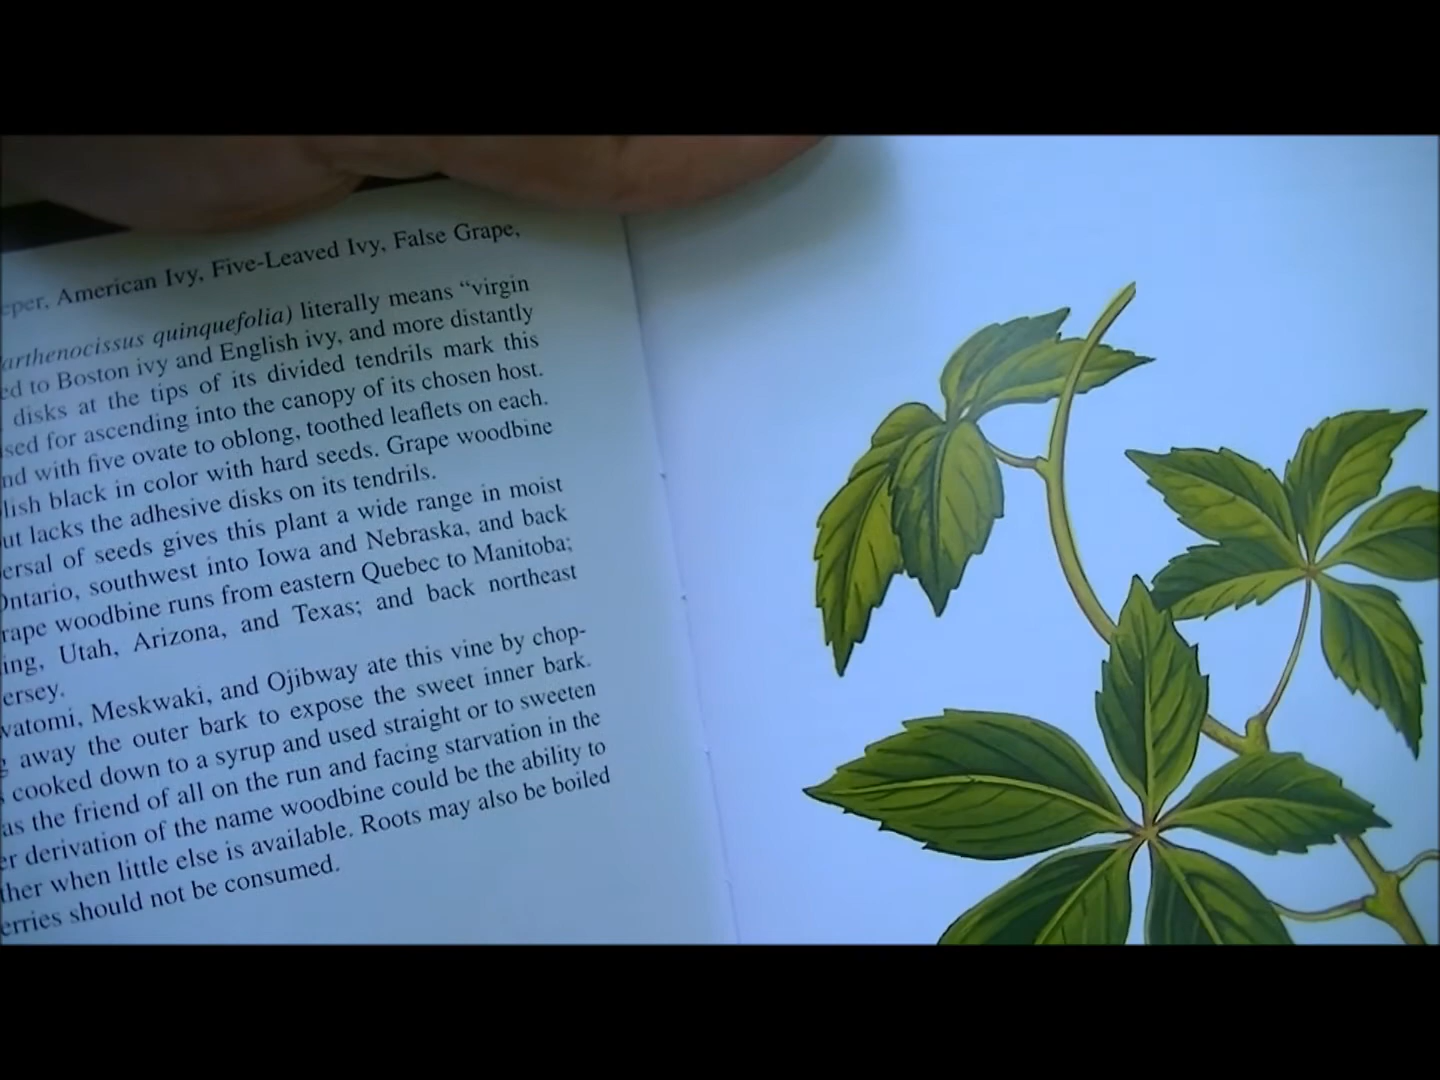 eper, American Ivy, Five-Leaved Ivy, False Grape,
arthenocissus quinquefolia) literally means “virgin
ed to Boston ivy and English ivy, and more distantly
disks at the tips of its divided tendrils mark this
sed for ascending into the canopy of its chosen host.
nd with five ovate to oblong, toothed leaflets on each.
lish black in color with hard seeds. Grape woodbine
ut lacks the adhesive disks on its tendrils.
ersal of seeds gives this plant a wide range in moist
Ontario, southwest into Iowa and Nebraska, and back
rape woodbine runs from eastern Quebec to Manitoba;
ing, Utah, Arizona, and Texas; and back northeast
ersey.
watomi, Meskwaki, and Ojibway ate this vine by chop-
g away the outer bark to expose the sweet inner bark.
cooked down to a syrup and used straight or to sweeten
as the friend of all on the run and facing starvation in the
er derivation of the name woodbine could be the ability to
ther when little else is available. Roots may also be boiled
erries should not be consumed.